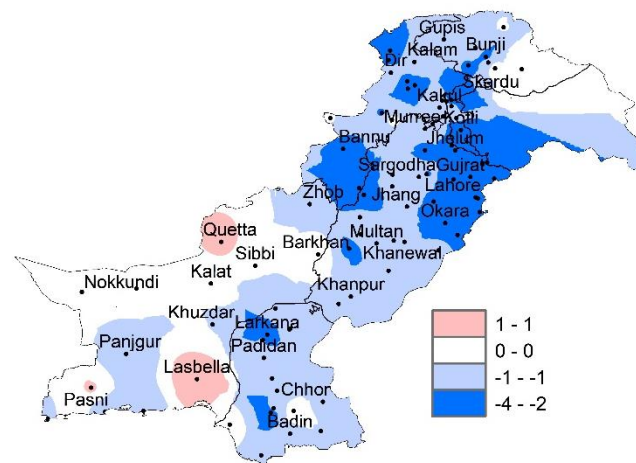 Gupis
Bunji
Kalam
Dir
Skardu
Kakul
Murree
Kotli
Bannu
Jhelum
Sargodha
Gujrat
Zhob
Jhang
Lahore
Okara
Quetta
Multan
Barkhan
Khanewal
Sibbi
Kalat
Nokkundi
Khanpur
Khuzdar
Larkana
Panjgur
Padidan
Lasbella
Chhor
Pasni
Badin
1 - 1
0 - 0
-1 - -1
-4 - -2